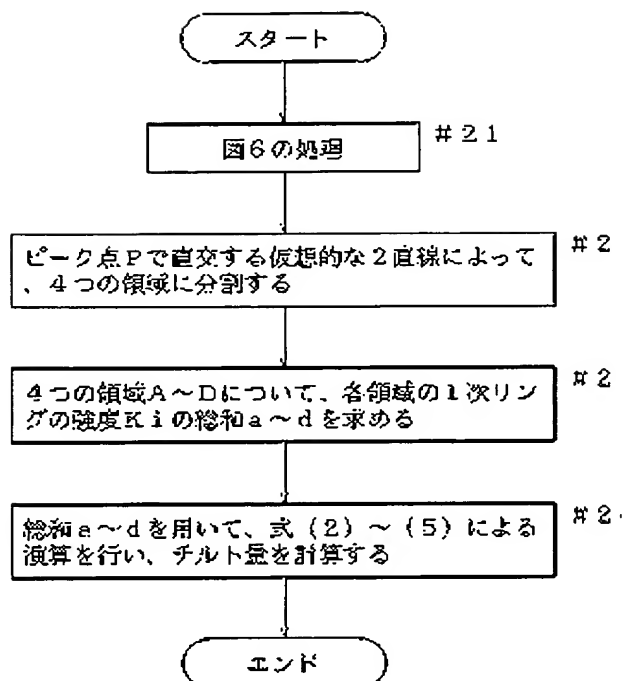 スタート
図6の処理
#21
ピーク点Pで直交する仮想的な2直線によって
、4つの領域に分割する
#2
4つの領域A～Dについて、各領域の1次リン
グの強度Kiの総和a～dを求める
#2
総和a～dを用いて、式(2)～(5)による
演算を行い、チルト量を計算する
#2
エンド